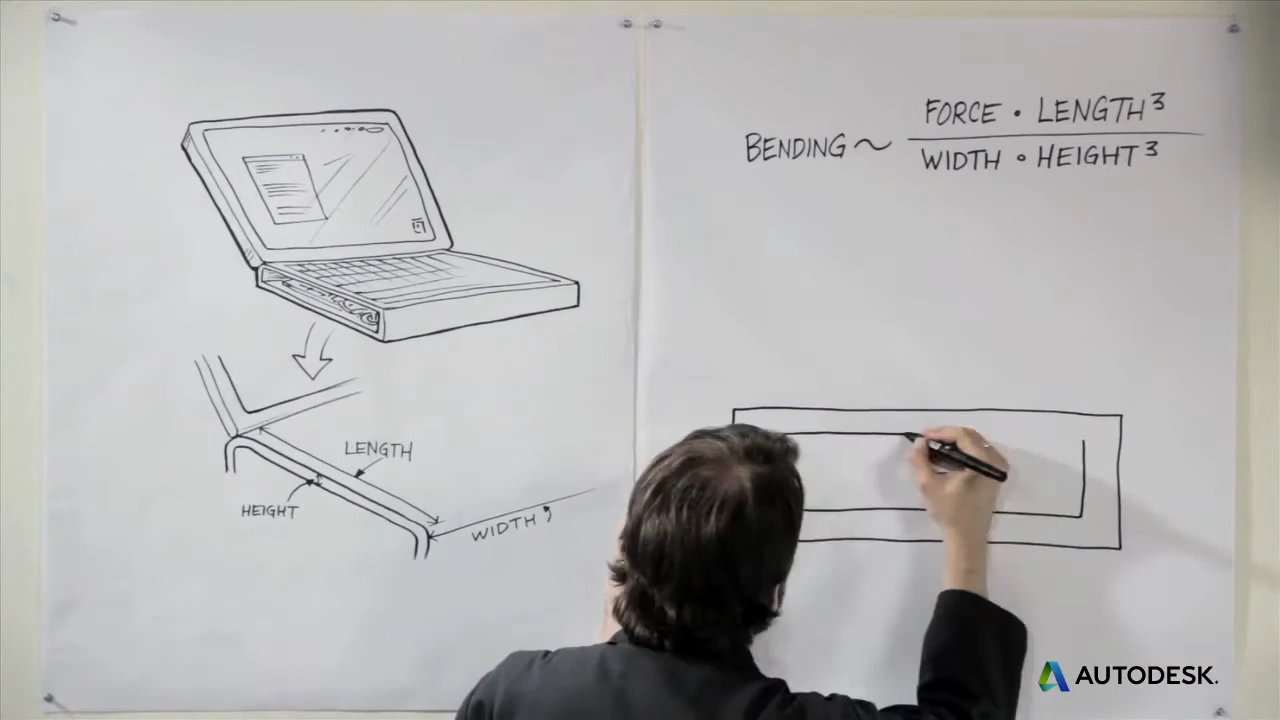 LENGTH
HEIGHT
WIDTH
BENDING ~ FORCE · LENGTH³
WIDTH · HEIGHT³
AUTODESK.